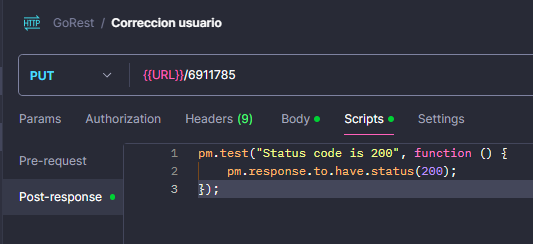 HTTP GoRest / Correccion usuario
PUT {{URL}}/6911785
Params Authorization Headers (9) Body Scripts Settings
Pre-request
Post-response
1 pm.test("Status code is 200", function () {
2 pm.response.to.have.status(200);
3 });